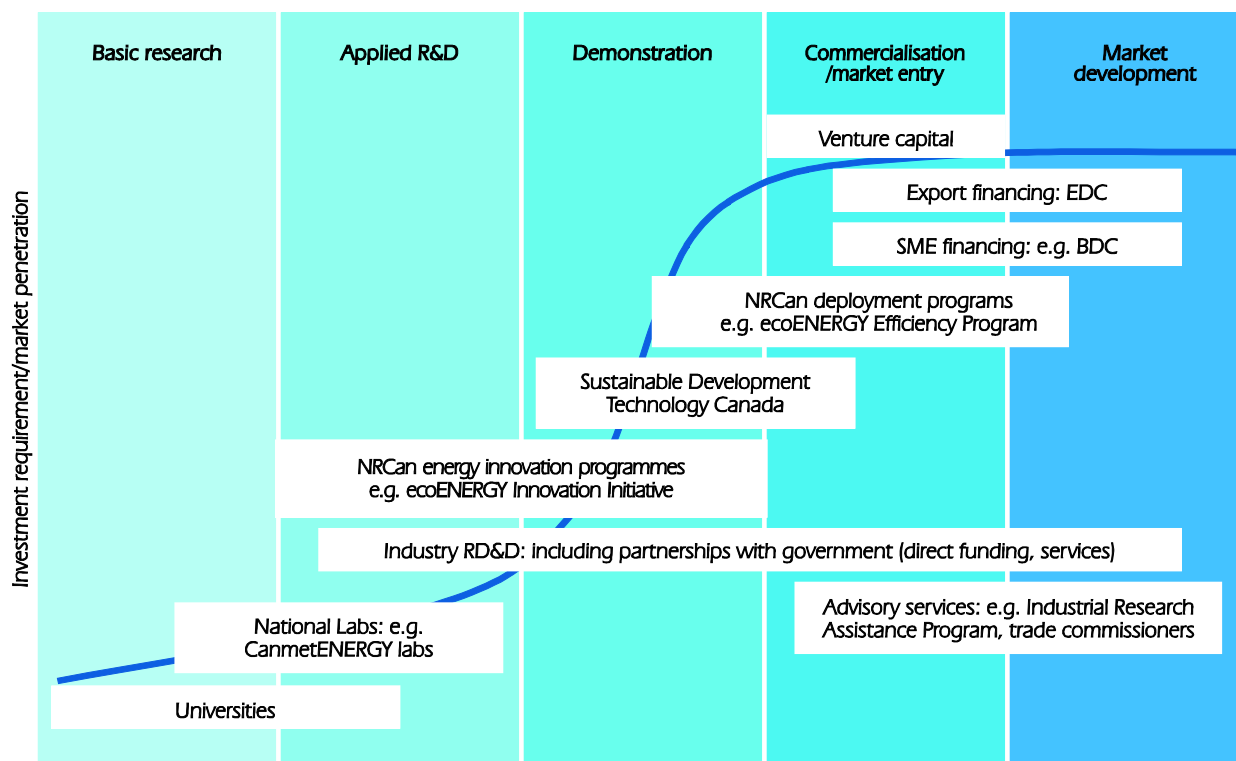 Basic research
Applied R&D
Demonstration
Commercialisation
/market entry
Market
development
Investment requirement/market penetration
Venture capital
Export financing: EDC
SME financing: e.g. BDC
NRCan deployment programs
e.g. ecoENERGY Efficiency Program
Sustainable Development
Technology Canada
NRCan energy innovation programmes
e.g. ecoENERGY Innovation Initiative
Industry RD&D: including partnerships with government (direct funding, services)
Advisory services: e.g. Industrial Research
Assistance Program, trade commissioners
National Labs: e.g.
CanmetENERGY labs
Universities